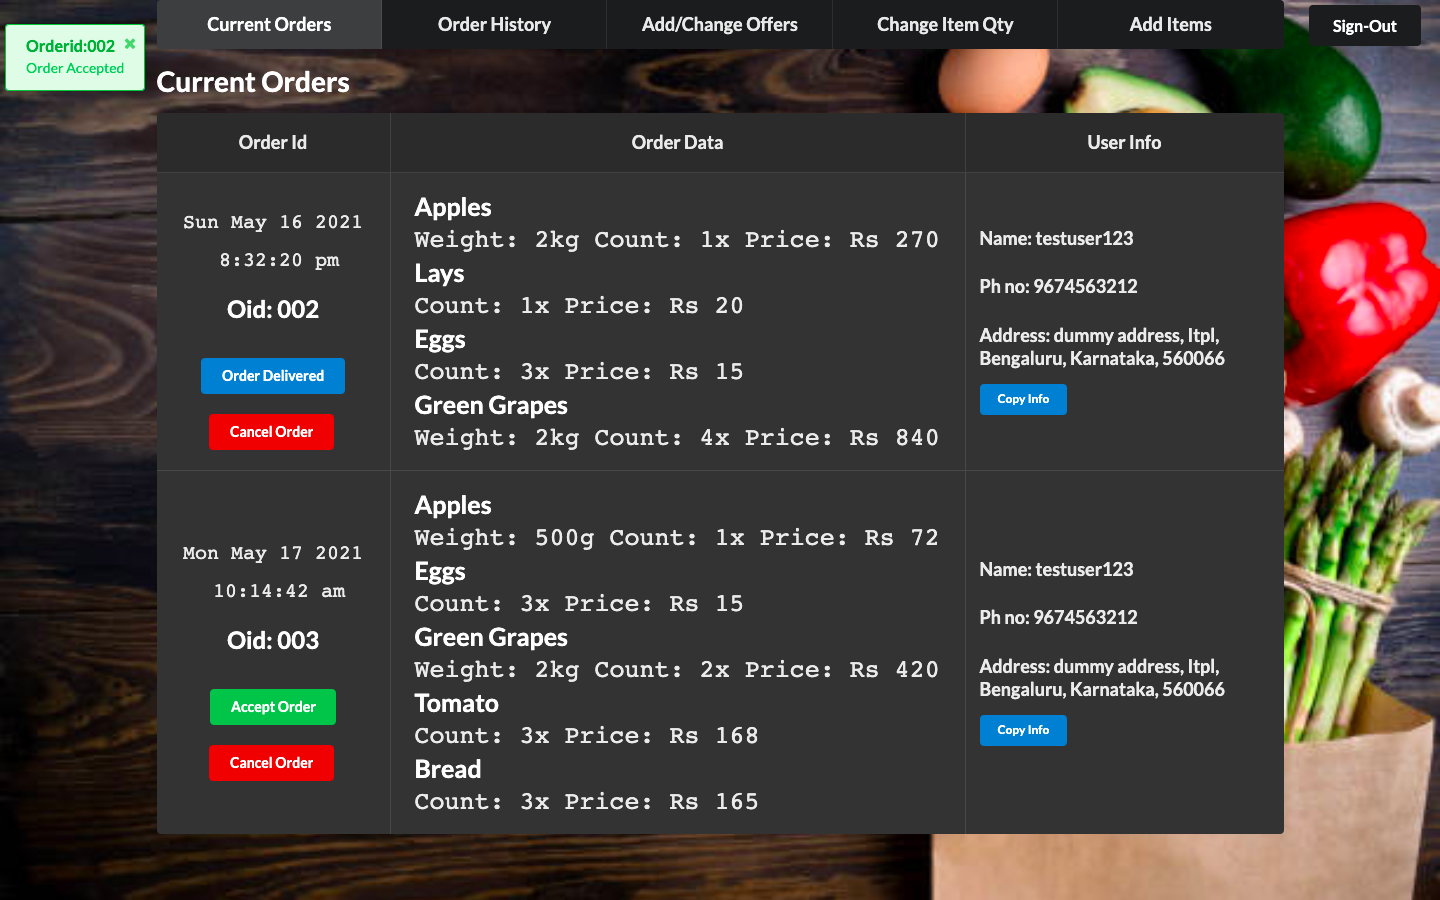 Current Orders
Order History
Add/Change Offers
Change Item Qty
Add Items
Sign-Out
Orderid:002 ✖
Order Accepted
Current Orders
Order Id
Order Data
User Info
Sun May 16 2021
8:32:20 pm
Oid: 002
Order Delivered
Cancel Order
Apples
Weight: 2kg Count: 1x Price: Rs 270
Lays
Count: 1x Price: Rs 20
Eggs
Count: 3x Price: Rs 15
Green Grapes
Weight: 2kg Count: 4x Price: Rs 840
Name: testuser123
Ph no: 9674563212
Address: dummy address, Itpl,
Bengaluru, Karnataka, 560066
Copy Info
Mon May 17 2021
10:14:42 am
Oid: 003
Accept Order
Cancel Order
Apples
Weight: 500g Count: 1x Price: Rs 72
Eggs
Count: 3x Price: Rs 15
Green Grapes
Weight: 2kg Count: 2x Price: Rs 420
Tomato
Count: 3x Price: Rs 168
Bread
Count: 3x Price: Rs 165
Name: testuser123
Ph no: 9674563212
Address: dummy address, Itpl,
Bengaluru, Karnataka, 560066
Copy Info